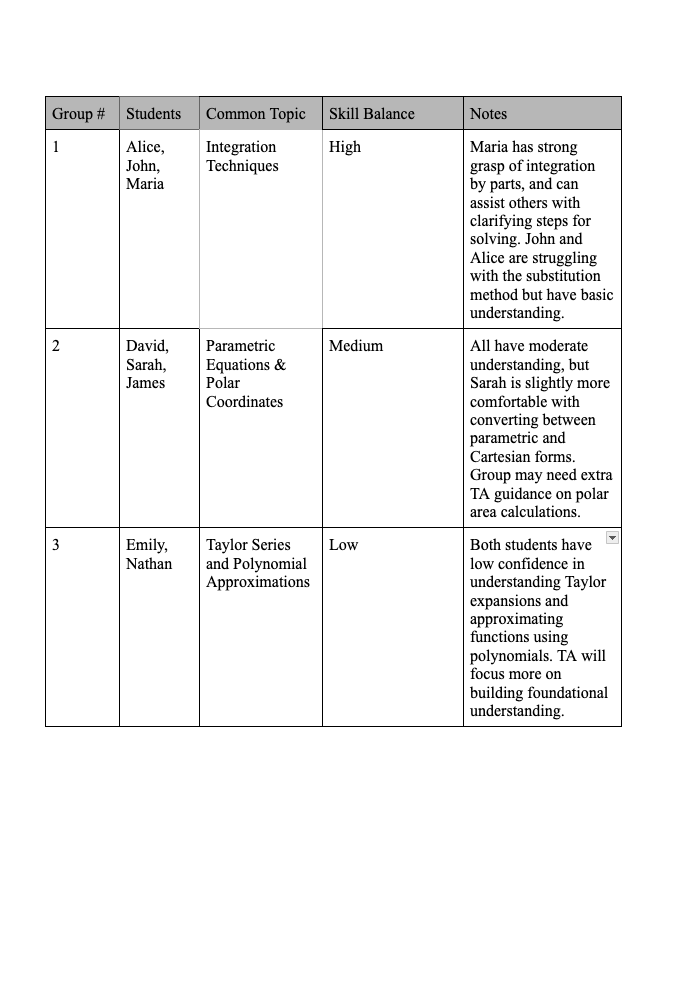 Group #
Students
Common Topic
Skill Balance
Notes
1
Alice,
John,
Maria
Integration
Techniques
High
Maria has strong
grasp of integration
by parts, and can
assist others with
clarifying steps for
solving. John and
Alice are struggling
with the substitution
method but have basic
understanding.
2
David,
Sarah,
James
Parametric
Equations &
Polar
Coordinates
Medium
All have moderate
understanding, but
Sarah is slightly more
comfortable with
converting between
parametric and
Cartesian forms.
Group may need extra
TA guidance on polar
area calculations.
3
Emily,
Nathan
Taylor Series
and Polynomial
Approximations
Low
Both students have
low confidence in
understanding Taylor
expansions and
approximating
functions using
polynomials. TA will
focus more on
building foundational
understanding.